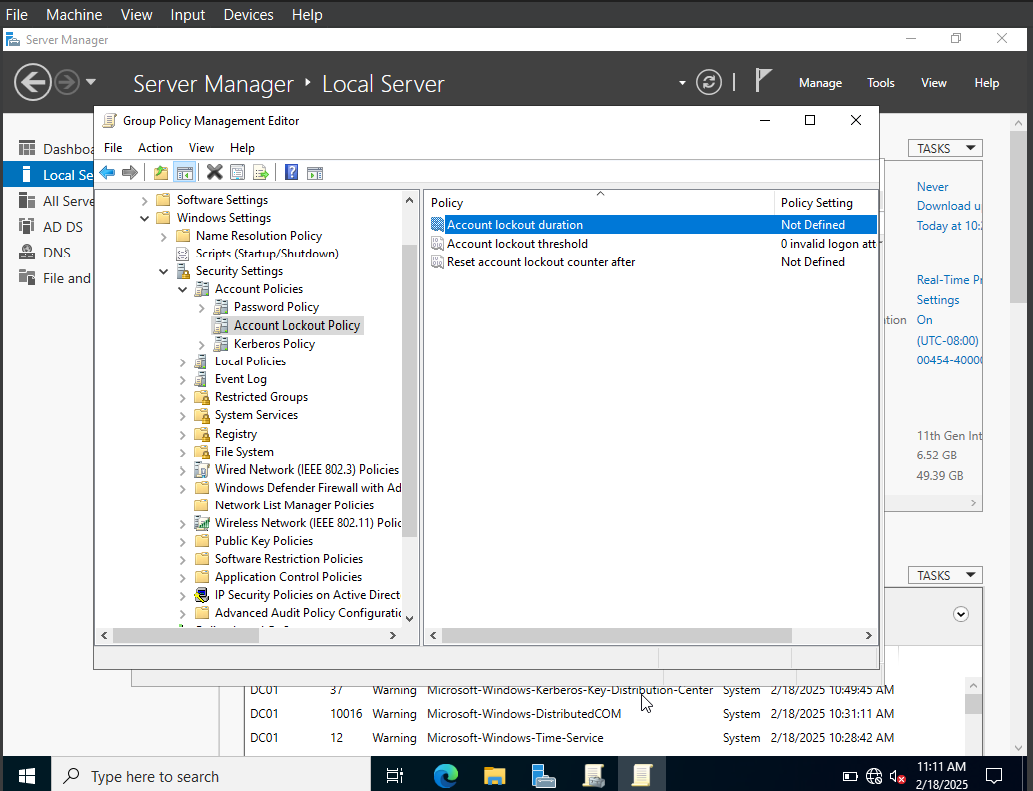 File Machine View Input Devices Help
Server Manager
Server Manager Local Server
Manage Tools View Help
Group Policy Management Editor
File Action View Help
Dashboa
Local Se
All Serve
AD DS
DNS
File and
Software Settings
Windows Settings
Name Resolution Policy
Scripts (Startup/Shutdown)
Security Settings
Account Policies
Password Policy
Account Lockout Policy
Kerberos Policy
Local Policies
Event Log
Restricted Groups
System Services
Registry
File System
Wired Network (IEEE 802.3) Policies
Windows Defender Firewall with Ad
Network List Manager Policies
Wireless Network (IEEE 802.11) Polic
Public Key Policies
Software Restriction Policies
Application Control Policies
IP Security Policies on Active Direct
Advanced Audit Policy Configuratio
Policy Policy Setting
Account lockout duration Not Defined
Account lockout threshold 0 invalid logon att
Reset account lockout counter after Not Defined
TASKS
Never
Download u
Today at 10:
Real-Time Pr
Settings
ation On
(UTC-08:00)
00454-4000
11th Gen Int
6.52 GB
49.39 GB
TASKS
DC01 37 Warning Microsoft-Windows-Kerberos-Key-Distribution-Center System 2/18/2025 10:49:45 AM
DC01 10016 Warning Microsoft-Windows-DistributedCOM System 2/18/2025 10:31:11 AM
DC01 12 Warning Microsoft-Windows-Time-Service System 2/18/2025 10:28:42 AM
Type here to search
11:11 AM
2/18/2025